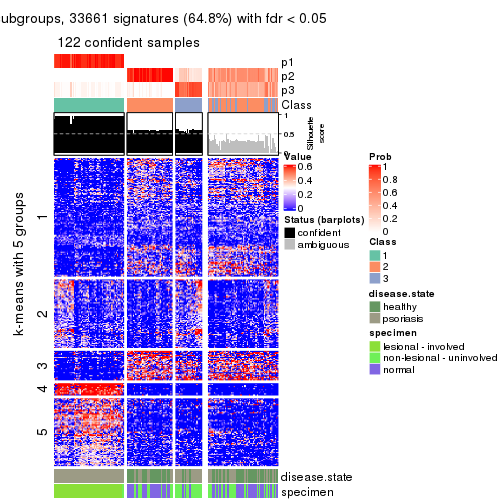 ubgroups, 33661 signatures (64.8%) with fdr < 0.05
122 confident samples
p1
p2
p3
Class
1
0.5
0
Silhouette
score
k-means with 5 groups
1
2
3
4
5
disease.state
specimen
Value
0.6
0.4
0.2
0
Status (barplots)
confident
ambiguous
Prob
1
0.8
0.6
0.4
0.2
0
Class
1
2
3
disease.state
healthy
psoriasis
specimen
lesional - involved
non-lesional - uninvolved
normal